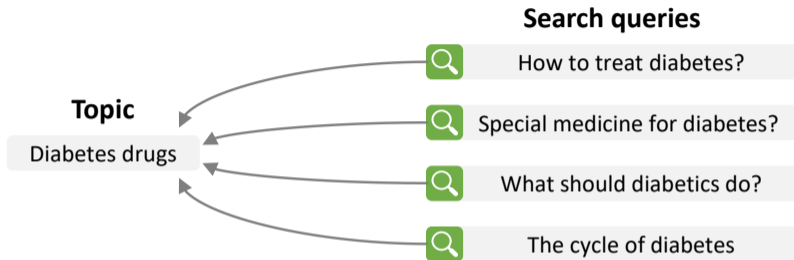 Search queries
How to treat diabetes?
Topic
Special medicine for diabetes?
Diabetes drugs
What should diabetics do?
The cycle of diabetes